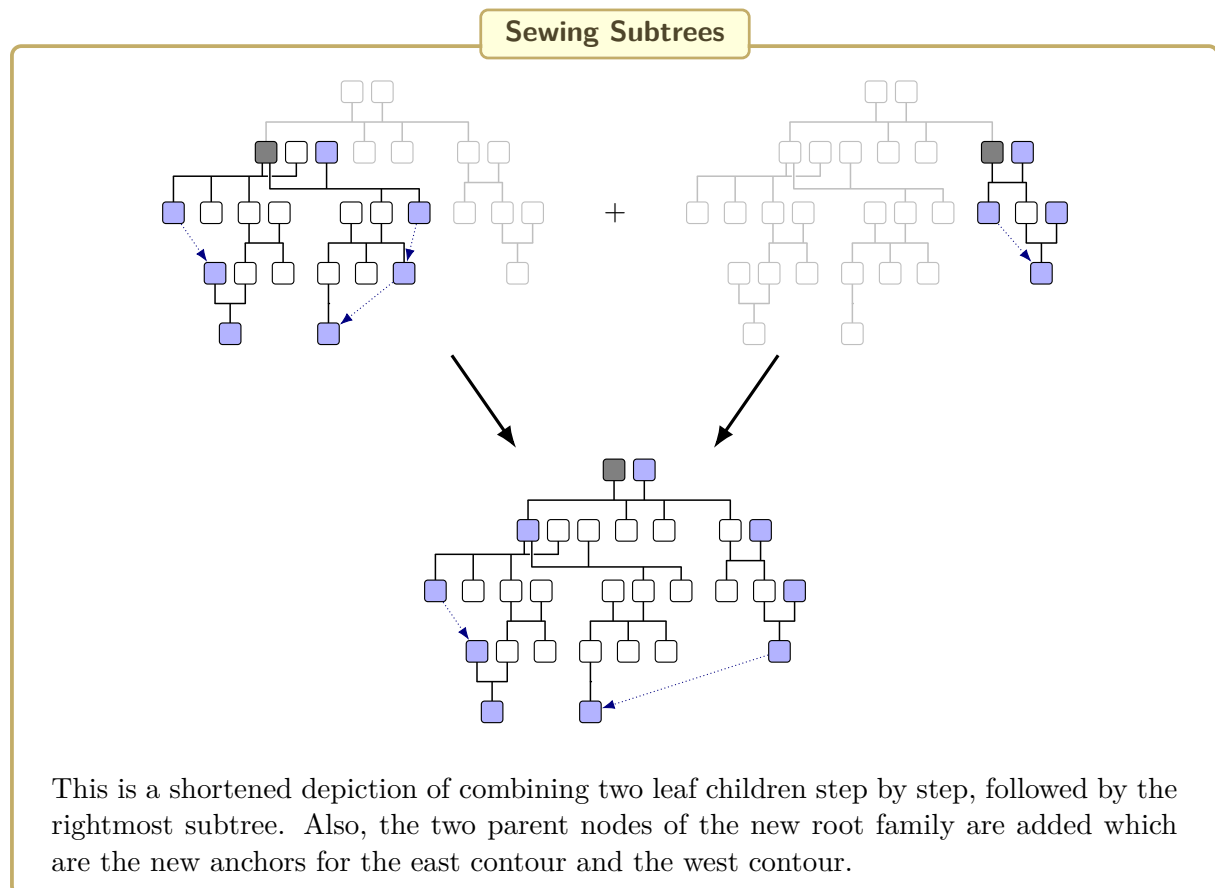 Sewing Subtrees
+
This is a shortened depiction of combining two leaf children step by step, followed by the
rightmost subtree. Also, the two parent nodes of the new root family are added which
are the new anchors for the east contour and the west contour.